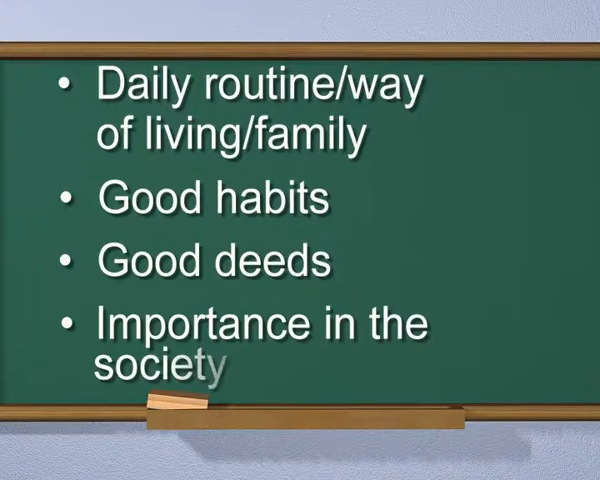 • Daily routine/way
of living/family
• Good habits
• Good deeds
• Importance in the
society